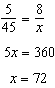 5/45 = 8/x
5x = 360
x = 72